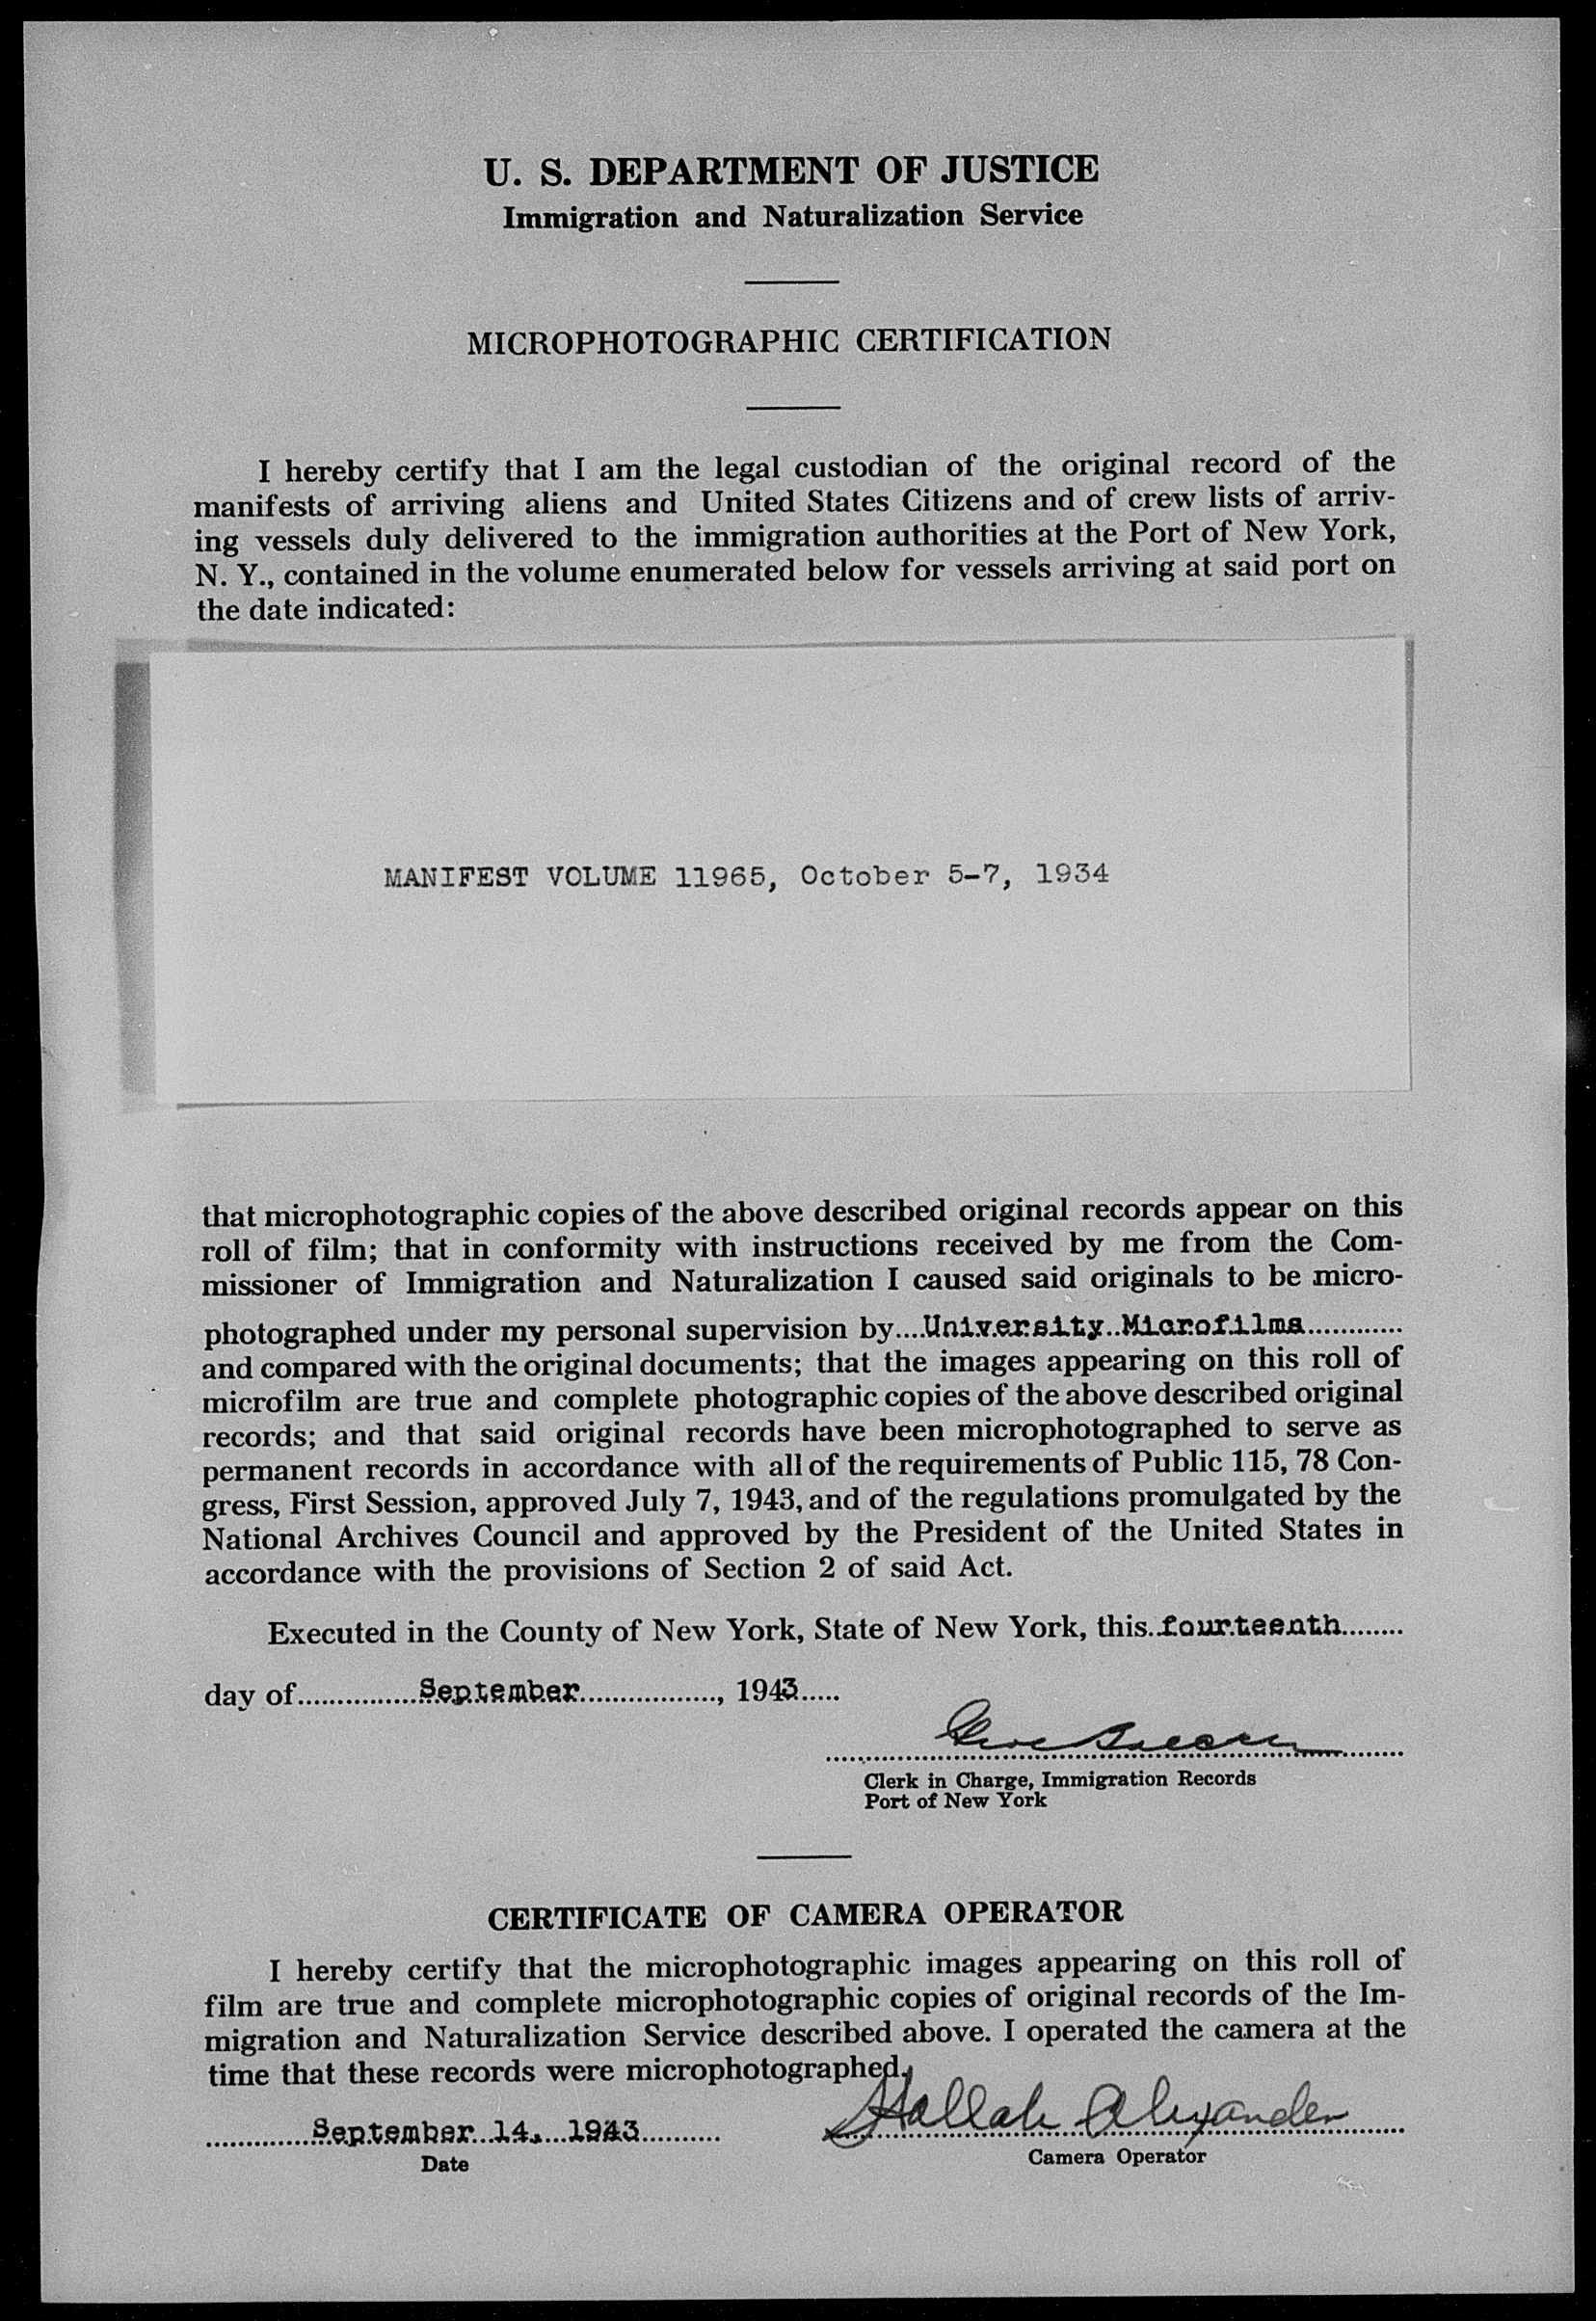 U. S. DEPARTMENT OF JUSTICE
Immigration and Naturalization Service
MICROPHOTOGRAPHIC CERTIFICATION
I hereby certify that I am the legal custodian of the original record of the
manifests of arriving aliens and United States Citizens and of crew lists of arriv-
ing vessels duly delivered to the immigration authorities at the Port of New York,
N. Y., contained in the volume enumerated below for vessels arriving at said port on
the date indicated:
MANIFEST VOLUME 11965, October 5-7, 1934
that microphotographic copies of the above described original records appear on this
roll of film; that in conformity with instructions received by me from the Com-
missioner of Immigration and Naturalization I caused said originals to be micro-
photographed under my personal supervision by....University Microfilms............
and compared with the original documents; that the images appearing on this roll of
microfilm are true and complete photographic copies of the above described original
records; and that said original records have been microphotographed to serve as
permanent records in accordance with all of the requirements of Public 115, 78 Con-
gress, First Session, approved July 7, 1943, and of the regulations promulgated by the
National Archives Council and approved by the President of the United States in
accordance with the provisions of Section 2 of said Act.
Executed in the County of New York, State of New York, this..fourteenth........
day of...............September................, 1943.....
Clerk in Charge, Immigration Records
Port of New York
CERTIFICATE OF CAMERA OPERATOR
I hereby certify that the microphotographic images appearing on this roll of
film are true and complete microphotographic copies of original records of the Im-
migration and Naturalization Service described above. I operated the camera at the
time that these records were microphotographed.
September 14, 1943 Alexander
Date
Camera Operator